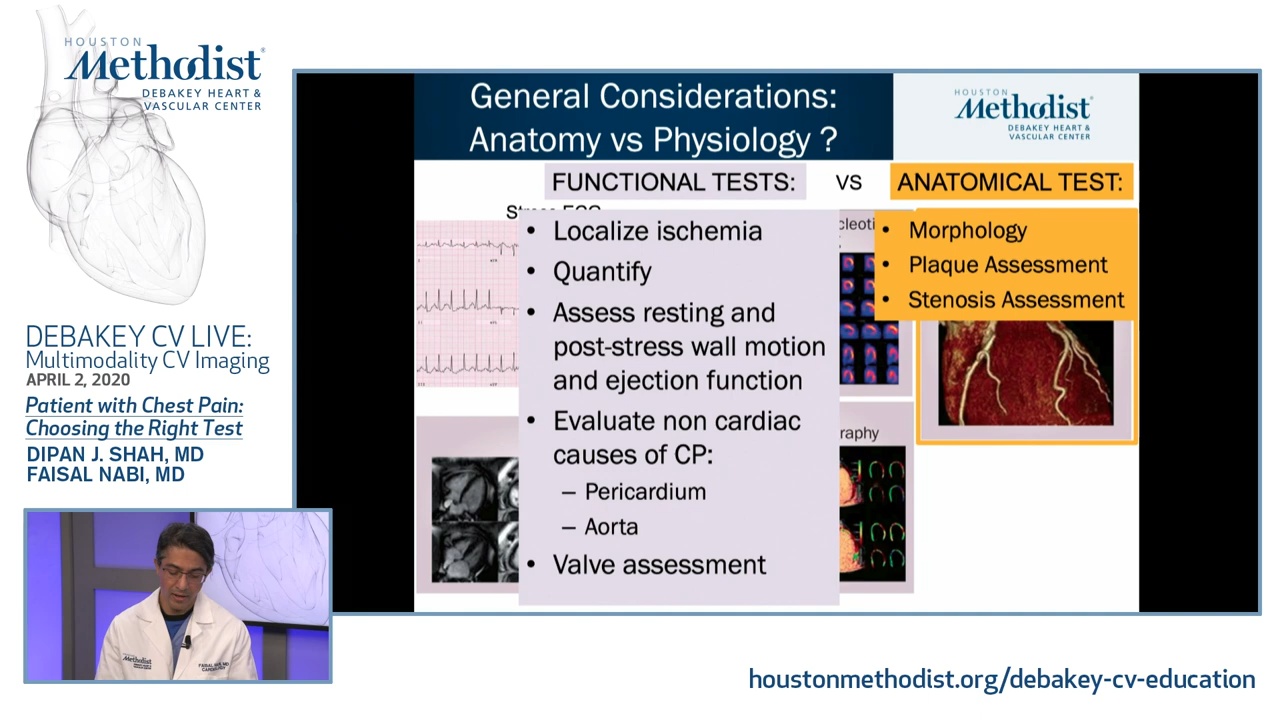 HOUSTON
Methodist
DEBAKEY HEART &
VASCULAR CENTER
DEBAKEY CV LIVE:
Multimodality CV Imaging
APRIL 2, 2020
Patient with Chest Pain:
Choosing the Right Test
DIPAN J. SHAH, MD
FAISAL NABI, MD
General Considerations:
Anatomy vs Physiology ?
HOUSTON
Methodist
DEBAKEY HEART &
VASCULAR CENTER
FUNCTIONAL TESTS:
VS
ANATOMICAL TEST:
• Localize ischemia
• Quantify
• Assess resting and
post-stress wall motion
and ejection function
• Evaluate non cardiac
causes of CP:
– Pericardium
– Aorta
• Valve assessment
• Morphology
• Plaque Assessment
• Stenosis Assessment
raphy
Methodist
houstonmethodist.org/debakey-cv-education